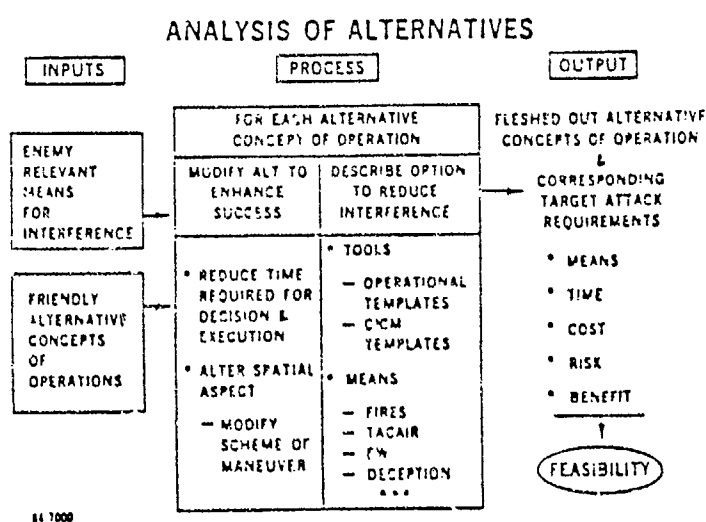 ANALYSIS OF ALTERNATIVES
INPUTS
PROCESS
OUTPUT
ENEMY
RELEVANT
MEANS
FOR
INTERFERENCE
FRIENDLY
ALTERNATIVE
CONCEPTS
OF
OPERATIONS
FOR EACH ALTERNATIVE
CONCEPT OF OPERATION
MODIFY ALT TO
ENHANCE
SUCCESS
• REDUCE TIME
REQUIRED FOR
DECISION &
EXECUTION
• ALTER SPATIAL
ASPECT
– MODIFY
SCHEME OF
MANEUVER
DESCRIBE OPTION
TO REDUCE
INTERFERENCE
• TOOLS
– OPERATIONAL
TEMPLATES
– C³CM
TEMPLATES
• MEANS
– FIRES
– TACAIR
– EW
– DECEPTION
• • •
FLESHED OUT ALTERNATIVE
CONCEPTS OF OPERATION
&
CORRESPONDING
TARGET ATTACK
REQUIREMENTS
• MEANS
• TIME
• COST
• RISK
• BENEFIT
FEASIBILITY